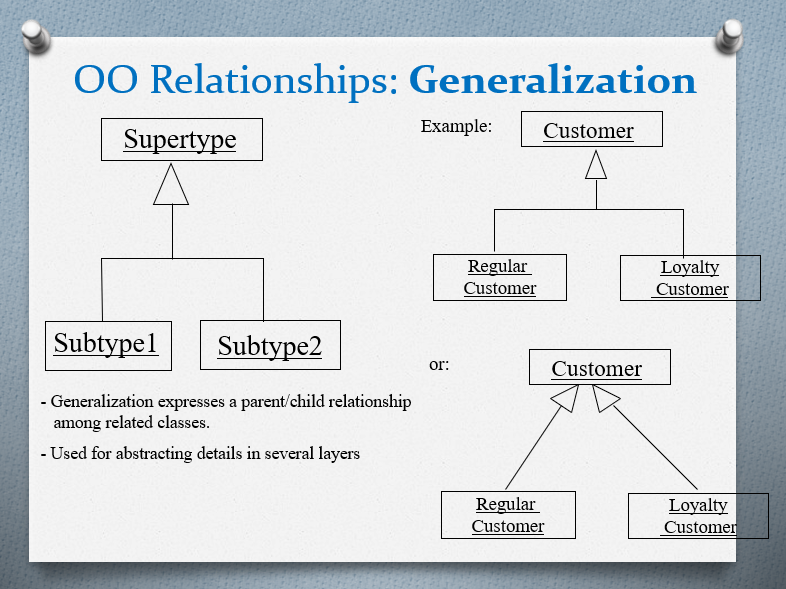 OO Relationships: Generalization
Supertype
Subtype1
Subtype2
- Generalization expresses a parent/child relationship
among related classes.
- Used for abstracting details in several layers
Example:
Customer
Regular
Customer
Loyalty
Customer
or:
Customer
Regular
Customer
Loyalty
Customer